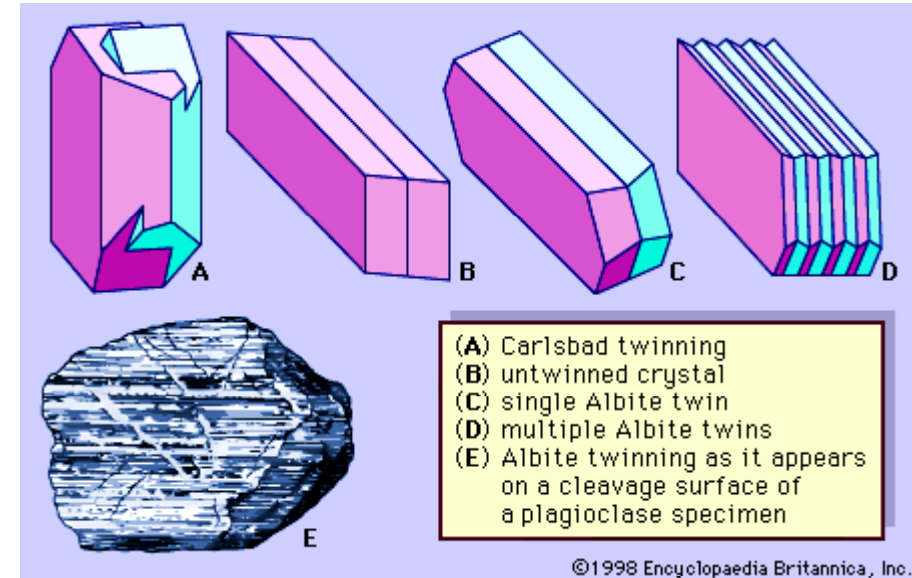 A
B
C
D
E
(A) Carlsbad twinning
(B) untwinned crystal
(C) single Albite twin
(D) multiple Albite twins
(E) Albite twinning as it appears
on a cleavage surface of
a plagioclase specimen
©1998 Encyclopaedia Britannica, Inc.